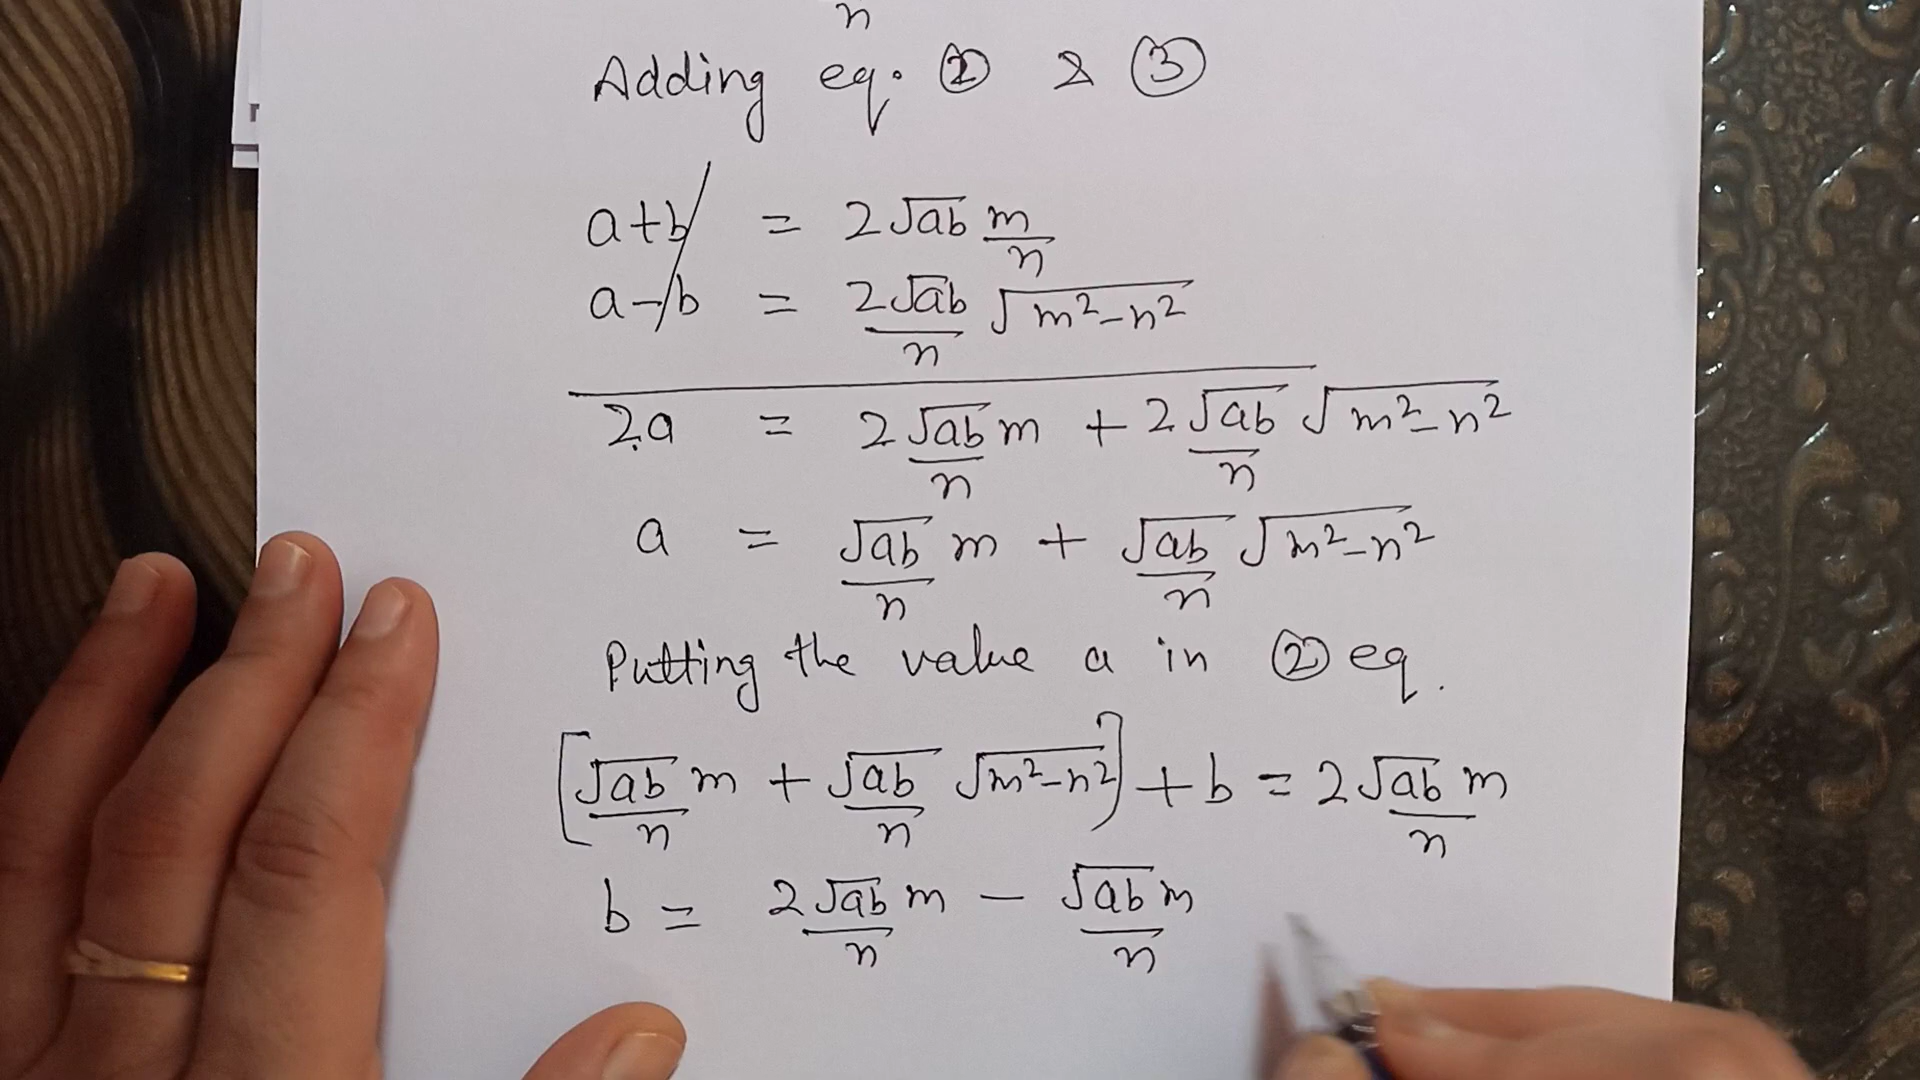 n
Adding eq. ② & ③
a+b = 2√ab m/n
a-b = 2√ab/n √m²-n²
2a = 2√ab/n m + 2√ab/n √m²-n²
a = √ab/n m + √ab/n √m²-n²
Putting the value a in ② eq.
[√ab/n m + √ab/n √m²-n²] + b = 2√ab m/n
b = 2√ab m/n - √ab m/n